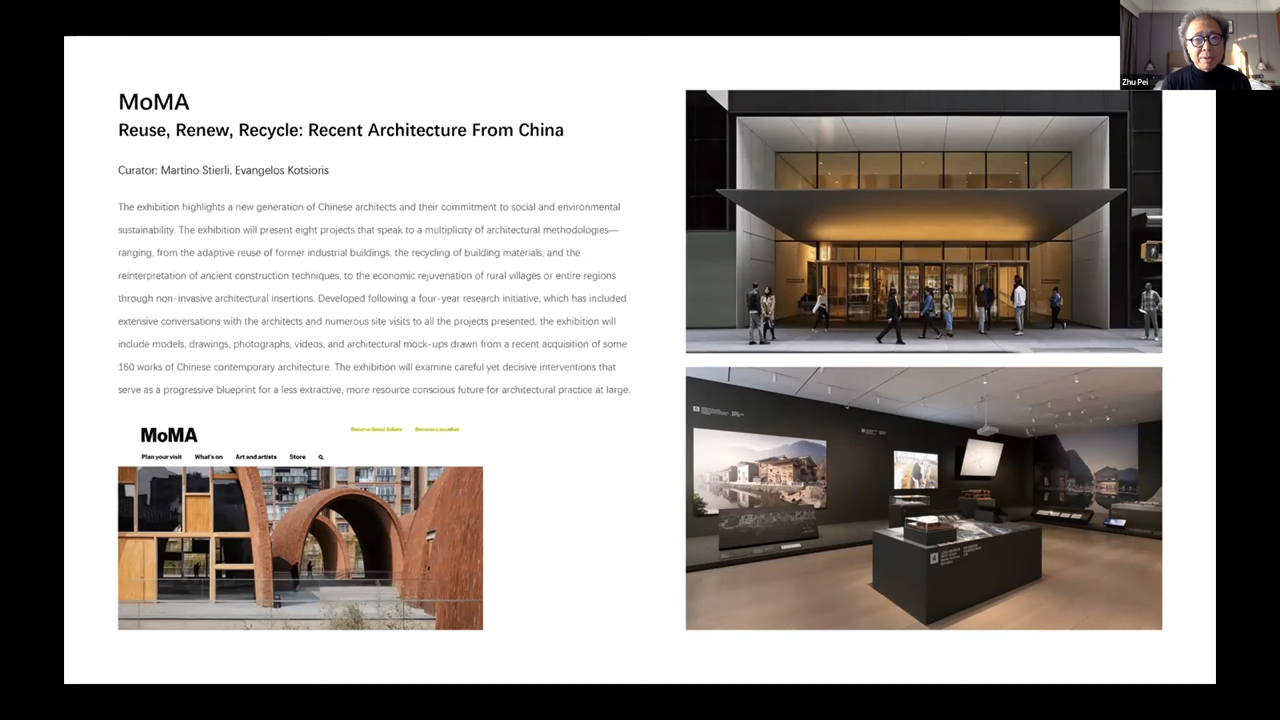 MoMA
Reuse, Renew, Recycle: Recent Architecture From China
Curator: Martino Stierli, Evangelos Kotsioris
The exhibition highlights a new generation of Chinese architects and their commitment to social and environmental
sustainability. The exhibition will present eight projects that speak to a multiplicity of architectural methodologies—
ranging, from the adaptive reuse of former industrial buildings, the recycling of building materials, and the
reinterpretation of ancient construction techniques, to the economic rejuvenation of rural villages or entire regions
through non-invasive architectural insertions. Developed following a four-year research initiative, which has included
extensive conversations with the architects and numerous site visits to all the projects presented, the exhibition will
include models, drawings, photographs, videos, and architectural mock-ups drawn from a recent acquisition of some
160 works of Chinese contemporary architecture. The exhibition will examine careful yet decisive interventions that
serve as a progressive blueprint for a less extractive, more resource conscious future for architectural practice at large.
MoMA
Reserve timed tickets Become a member
Plan your visit What's on Art and artists Store
Zhu Pei
4